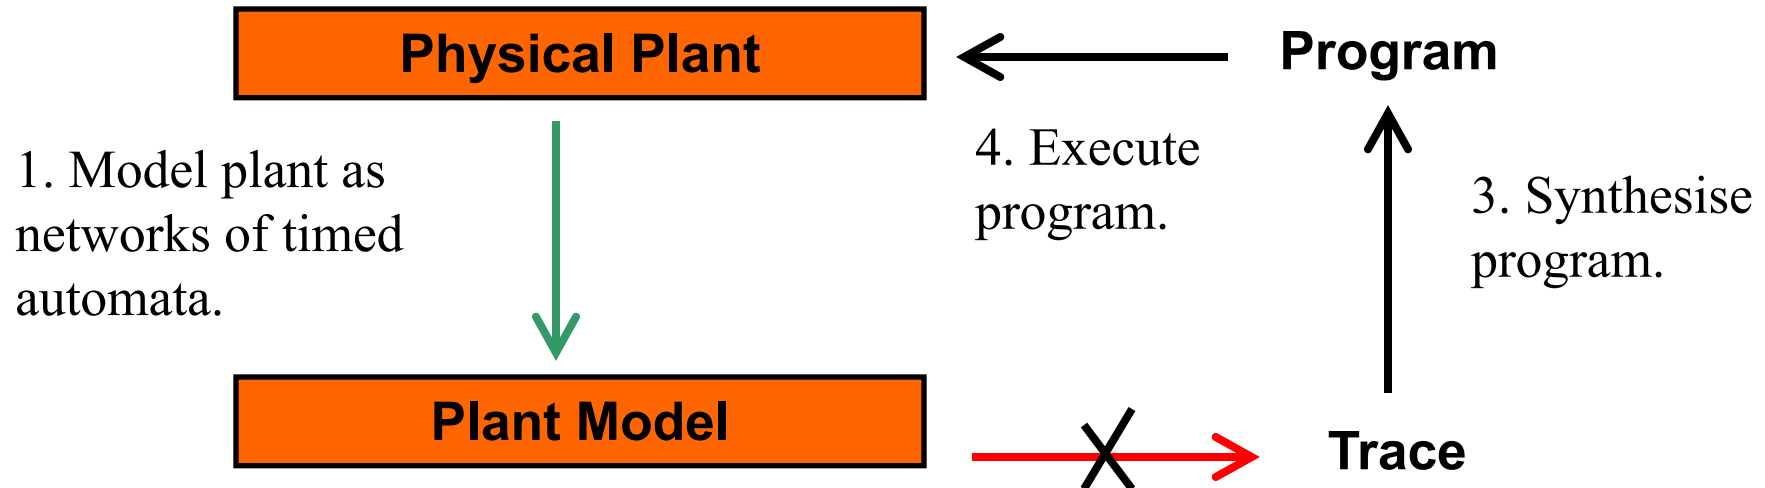 Physical Plant
Program
1. Model plant as
networks of timed
automata.
4. Execute
program.
3. Synthesise
program.
Plant Model
Trace